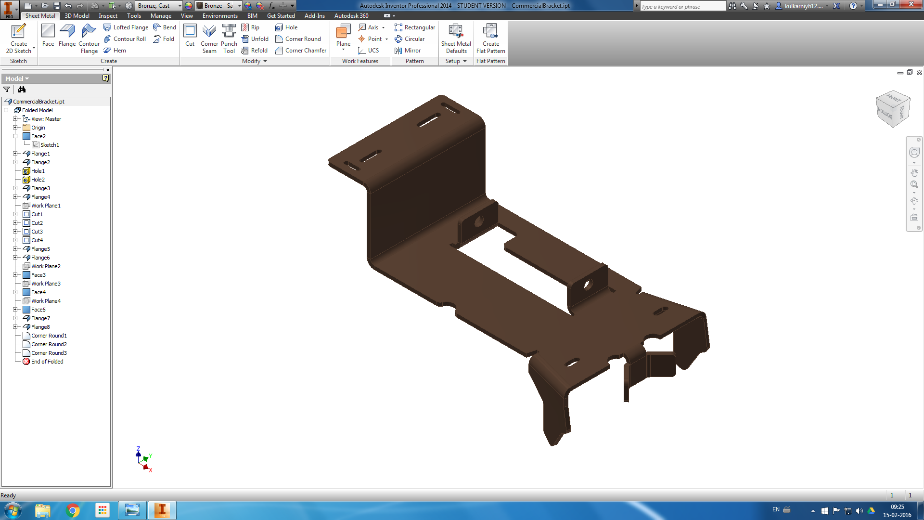 Bronze, Cast
Bronze - So
Autodesk Inventor Professional 2014 - STUDENT VERSION CommercialBracket.ipt
Type a keyword or phrase
PRO
Sheet Metal 3D Model Inspect Tools Manage View Environments BIM Get Started Add-Ins Autodesk 360
Create 2D Sketch
Face
Flange
Contour Flange
Lofted Flange
Contour Roll
Hem
Bend
Fold
Cut
Corner Seam
Punch Tool
Rip
Unfold
Refold
Hole
Corner Round
Corner Chamfer
Plane
Axis
Point
UCS
Rectangular
Circular
Mirror
Sheet Metal Defaults
Create Flat Pattern
Sketch Create Modify Work Features Pattern Setup Flat Pattern
Model
CommercialBracket.ipt
Folded Model
View: Master
Origin
Face2
Sketch1
Flange1
Flange2
Hole1
Hole2
Flange3
Flange4
Work Plane1
Cut1
Cut2
Cut3
Cut4
Flange5
Flange6
Work Plane2
Face3
Work Plane3
Face4
Work Plane4
Face5
Flange7
Flange8
Corner Round1
Corner Round2
Corner Round3
End of Folded
Z
Y
X
Ready
1 1
EN
09:25
15-02-2016